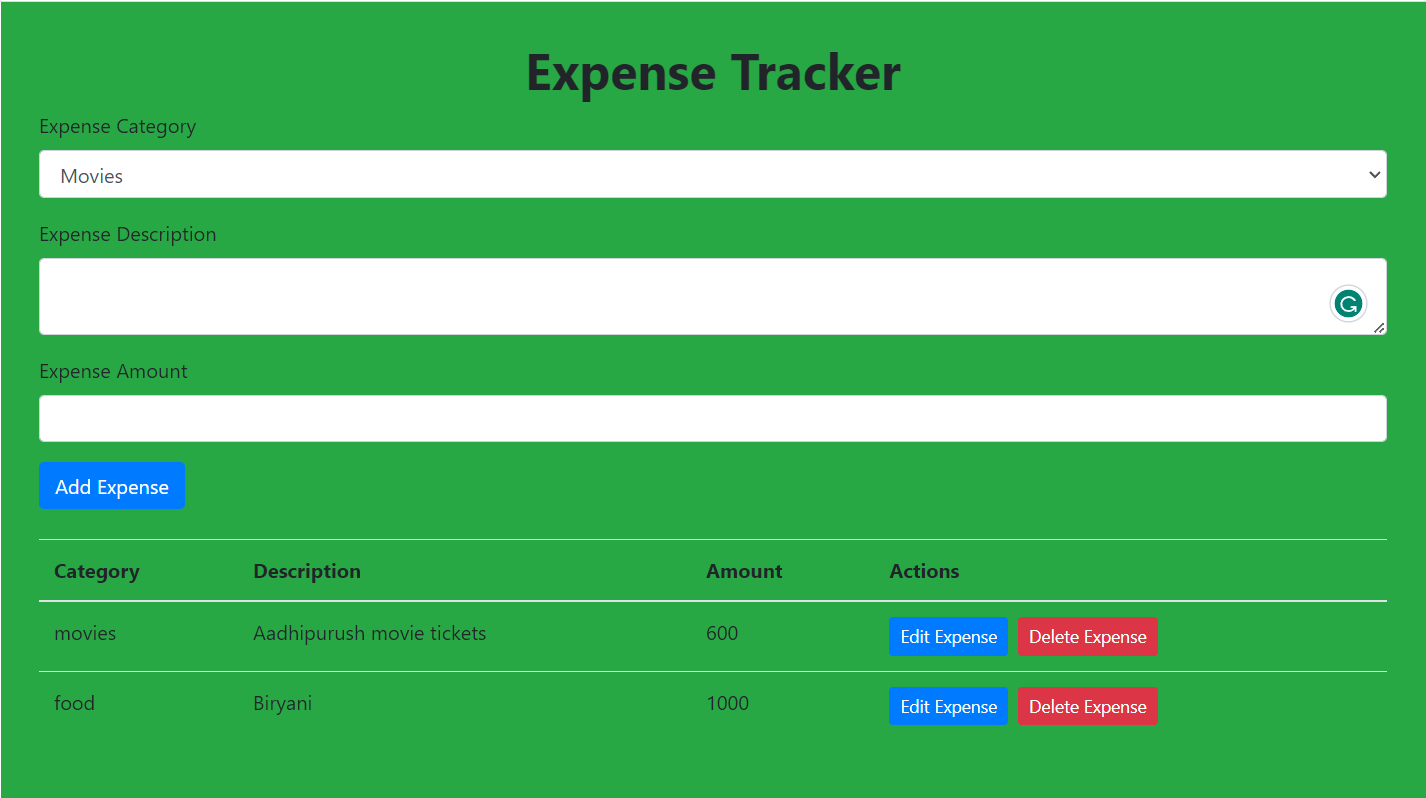 Expense Tracker
Expense Category
Movies
Expense Description
Expense Amount
Add Expense
Category Description Amount Actions
movies Aadhipurush movie tickets 600 Edit Expense Delete Expense
food Biryani 1000 Edit Expense Delete Expense